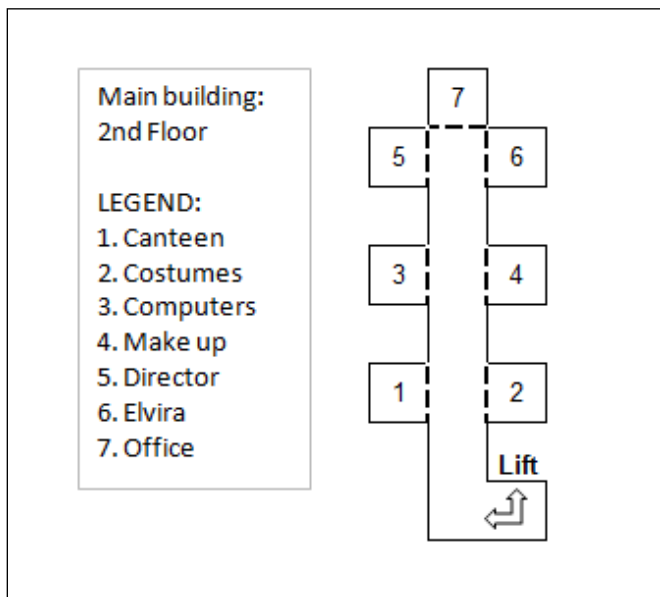 Main building:
2nd Floor
LEGEND:
1. Canteen
2. Costumes
3. Computers
4. Make up
5. Director
6. Elvira
7. Office
7
5 6
3 4
1 2
Lift